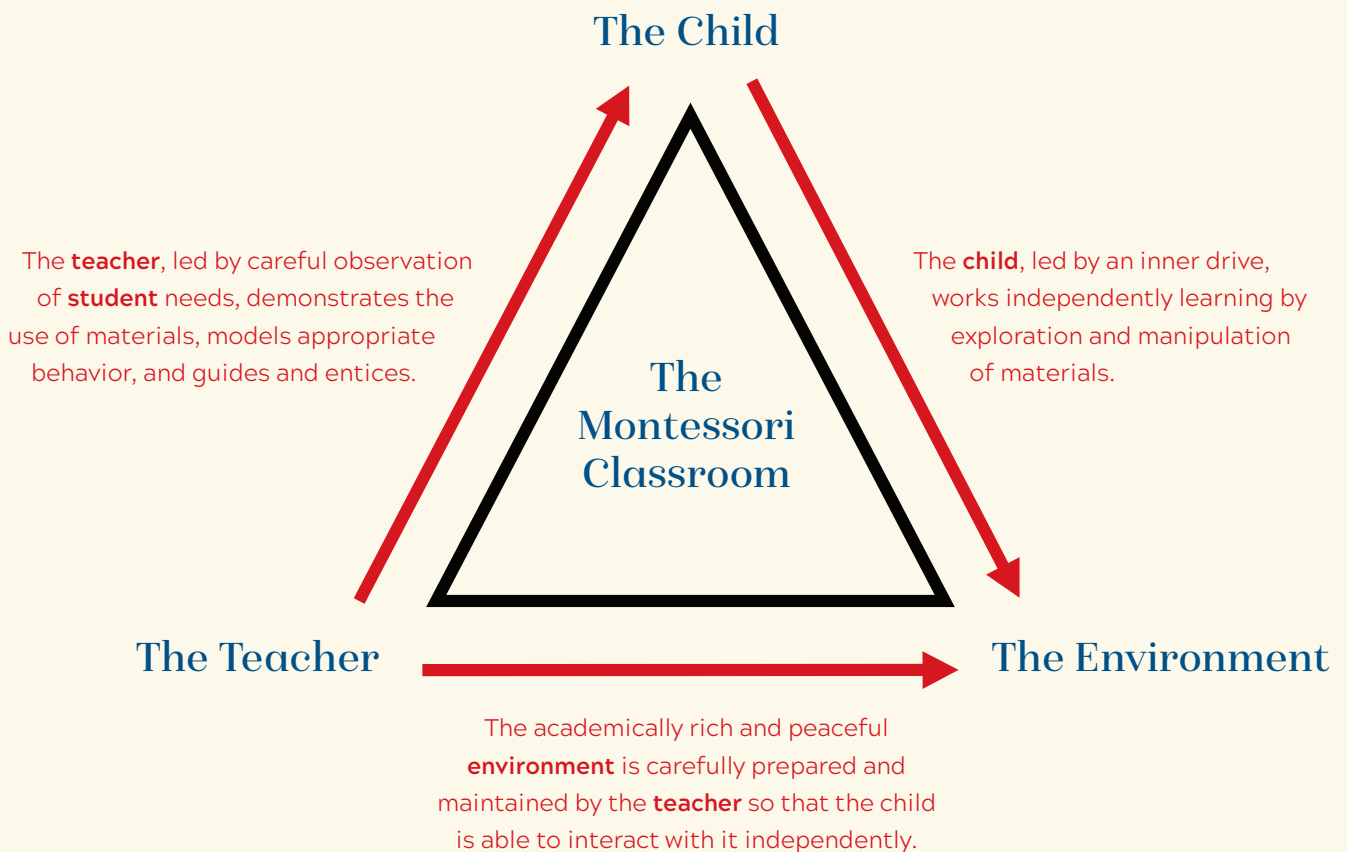 The Child
The teacher, led by careful observation
of student needs, demonstrates the
use of materials, models appropriate
behavior, and guides and entices.
The child, led by an inner drive,
works independently learning by
exploration and manipulation
of materials.
The
Montessori
Classroom
The Teacher
The Environment
The academically rich and peaceful
environment is carefully prepared and
maintained by the teacher so that the child
is able to interact with it independently.